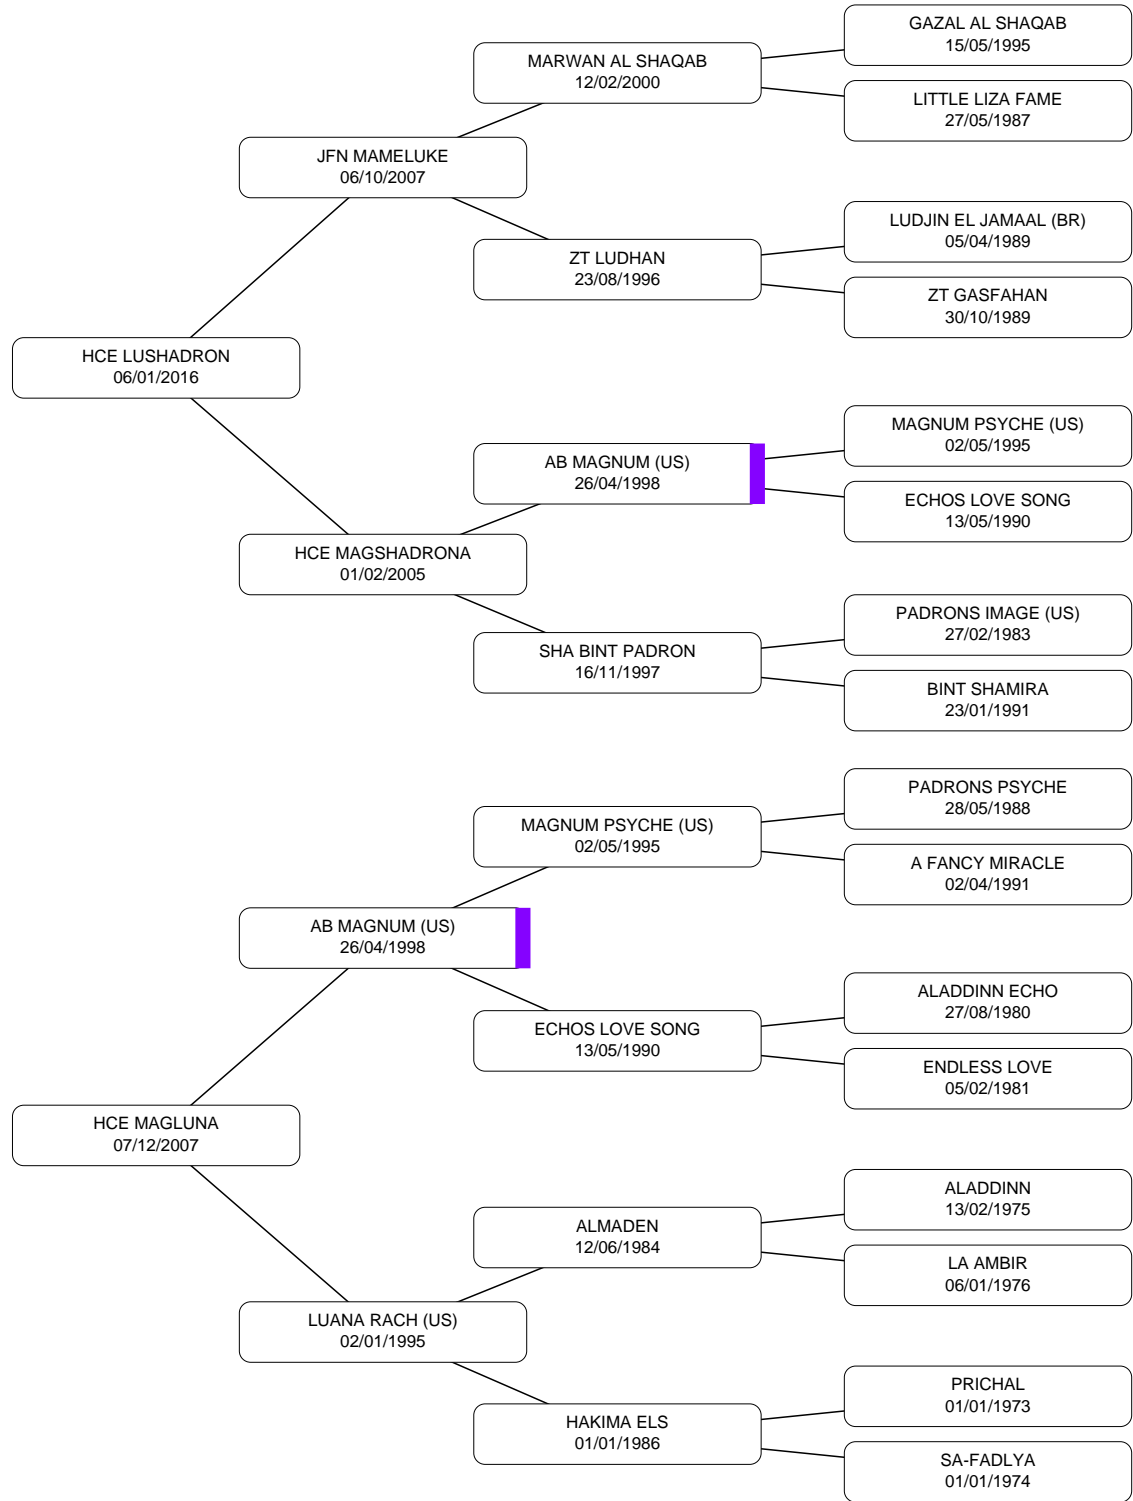 GAZAL AL SHAQAB
15/05/1995
MARWAN AL SHAQAB
12/02/2000
LITTLE LIZA FAME
27/05/1987
JFN MAMELUKE
06/10/2007
LUDJIN EL JAMAAL (BR)
05/04/1989
ZT LUDHAN
23/08/1996
ZT GASFAHAN
30/10/1989
HCE LUSHADRON
06/01/2016
MAGNUM PSYCHE (US)
02/05/1995
AB MAGNUM (US)
26/04/1998
ECHOS LOVE SONG
13/05/1990
HCE MAGSHADRONA
01/02/2005
PADRONS IMAGE (US)
27/02/1983
SHA BINT PADRON
16/11/1997
BINT SHAMIRA
23/01/1991
PADRONS PSYCHE
28/05/1988
MAGNUM PSYCHE (US)
02/05/1995
A FANCY MIRACLE
02/04/1991
AB MAGNUM (US)
26/04/1998
ALADDINN ECHO
27/08/1980
ECHOS LOVE SONG
13/05/1990
ENDLESS LOVE
05/02/1981
HCE MAGLUNA
07/12/2007
ALADDINN
13/02/1975
ALMADEN
12/06/1984
LA AMBIR
06/01/1976
LUANA RACH (US)
02/01/1995
PRICHAL
01/01/1973
HAKIMA ELS
01/01/1986
SA-FADLYA
01/01/1974